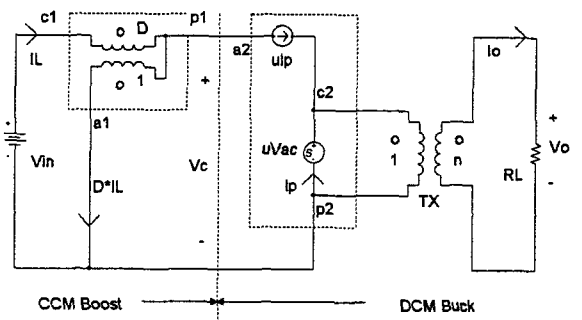 c1
D
p1
IL
1
a2
uIp
Io
a1
c2
Vin
D*IL
Vc
uVac
s
Ip
p2
1
n
TX
RL
Vo
CCM Boost
DCM Buck